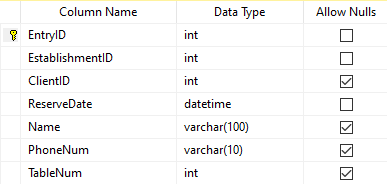 Column Name Data Type Allow Nulls
EntryID int
EstablishmentID int
ClientID int
ReserveDate datetime
Name varchar(100)
PhoneNum varchar(10)
TableNum int